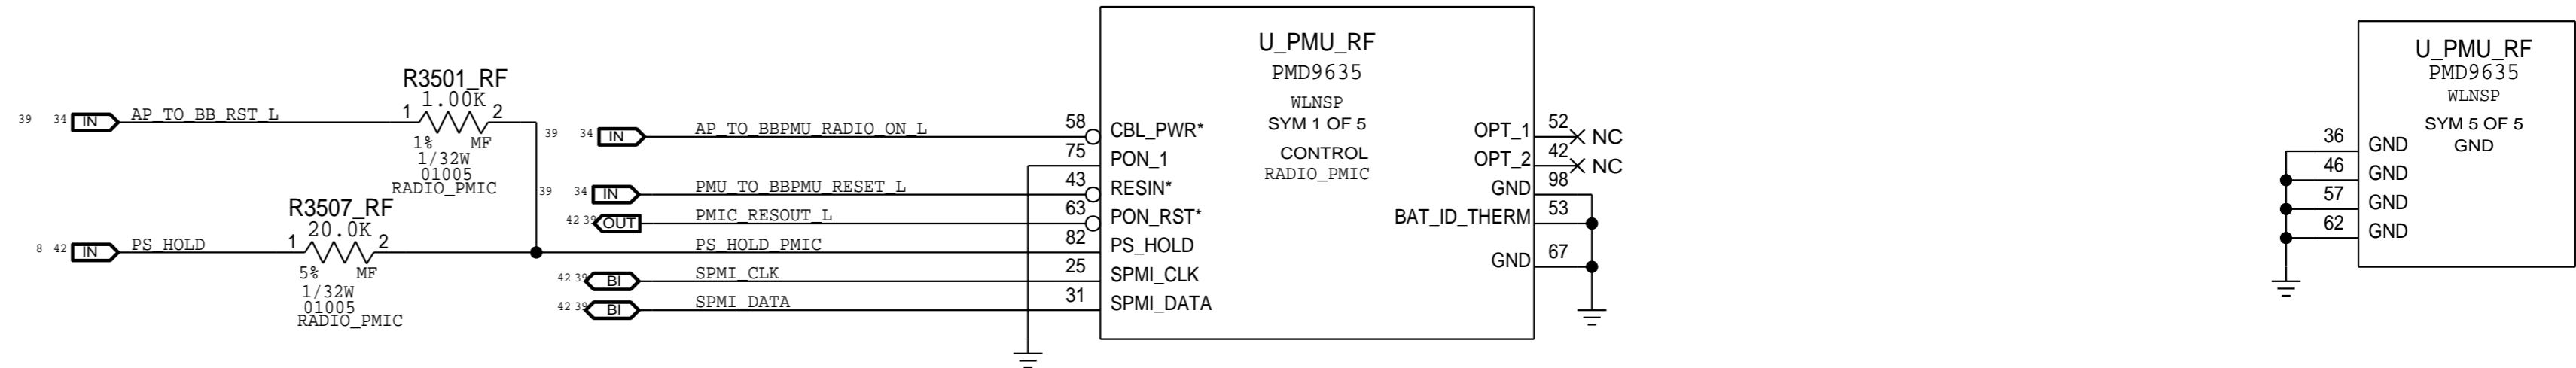 R3501_RF
1.00K
39 34 IN AP_TO_BB_RST_L 1 2
1% MF
1/32W
01005
RADIO_PMIC
R3507_RF
20.0K
8 42 IN PS_HOLD 1 2
5% MF
1/32W
01005
RADIO_PMIC
39 34 IN AP_TO_BBPMU_RADIO_ON_L
39 34 IN PMU_TO_BBPMU_RESET_L
42 39 OUT PMIC_RESOUT_L
PS_HOLD_PMIC
42 39 BI SPMI_CLK
42 39 BI SPMI_DATA
U_PMU_RF
PMD9635
WLNSP
SYM 1 OF 5
CONTROL
RADIO_PMIC
58 CBL_PWR*
75 PON_1
43 RESIN*
63 PON_RST*
82 PS_HOLD
25 SPMI_CLK
31 SPMI_DATA
OPT_1 52 NC
OPT_2 42 NC
GND 98
BAT_ID_THERM 53
GND 67
U_PMU_RF
PMD9635
WLNSP
SYM 5 OF 5
GND
36 GND
46 GND
57 GND
62 GND